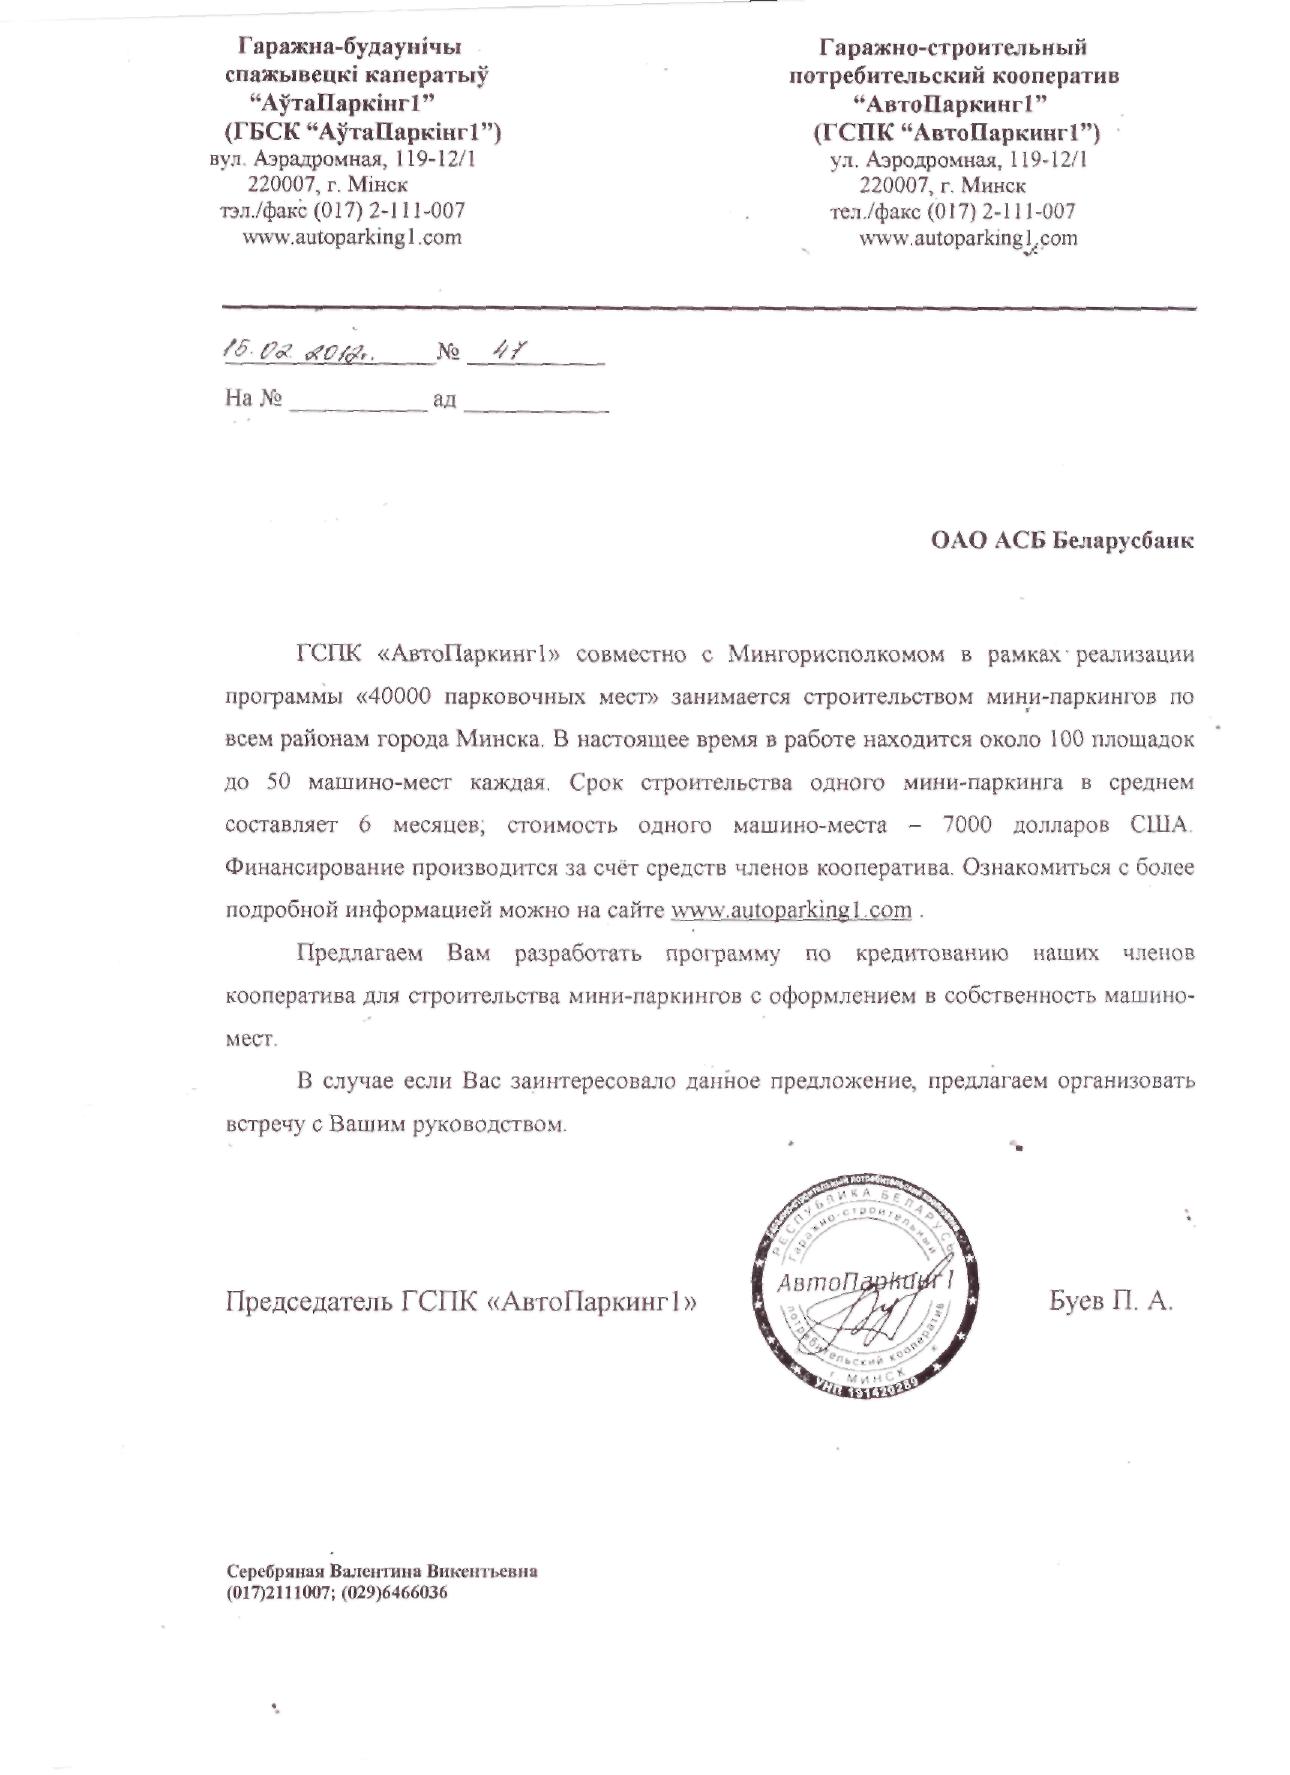 Гаражна-будаунічы
спажывецкі каператыў
“АўтаПаркінг1”
(ГБСК “АўтаПаркінг1”)
вул. Аэрадромная, 119-12/1
220007, г. Мінск
тэл./факс (017) 2-111-007
www.autoparking1.com
Гаражно-строительный
потребительский кооператив
“АвтоПаркинг1”
(ГСПК “АвтоПаркинг1”)
ул. Аэродромная, 119-12/1
220007, г. Минск
тел./факс (017) 2-111-007
www.autoparking1.com
15.02 2012г. № 47
На № ___________ ад ___________
ОАО АСБ Беларусбанк
ГСПК «АвтоПаркинг1» совместно с Мингорисполкомом в рамках реализации
программы «40000 парковочных мест» занимается строительством мини-паркингов по
всем районам города Минска. В настоящее время в работе находится около 100 площадок
до 50 машино-мест каждая. Срок строительства одного мини-паркинга в среднем
составляет 6 месяцев; стоимость одного машино-места – 7000 долларов США.
Финансирование производится за счёт средств членов кооператива. Ознакомиться с более
подробной информацией можно на сайте www.autoparking1.com .
Предлагаем Вам разработать программу по кредитованию наших членов
кооператива для строительства мини-паркингов с оформлением в собственность машино-
мест.
В случае если Вас заинтересовало данное предложение, предлагаем организовать
встречу с Вашим руководством.
Председатель ГСПК «АвтоПаркинг1»
РЕСПУБЛИКА БЕЛАРУСЬ
Гаражно-строительный
АвтоПаркинг1
потребительский кооператив
г МИНСК
УНП 191420289
Буев П. А.
Серебряная Валентина Викентьевна
(017)2111007; (029)6466036